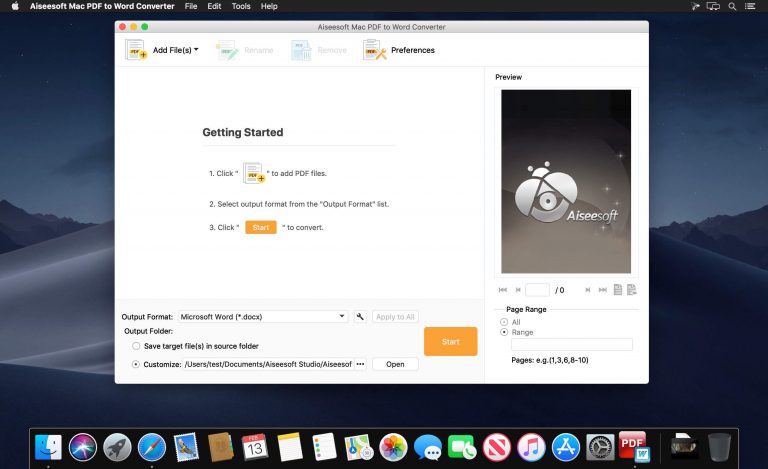 Aiseesoft Mac PDF to Word Converter File Edit Tools Help
Aiseesoft Mac PDF to Word Converter
PDF Add File(s) Rename Remove Preferences
Preview
Getting Started
1. Click " PDF " to add PDF files.
2. Select output format from the "Output Format" list.
3. Click " Start " to convert.
Aiseesoft
/ 0
Page Range
All
Range
Pages: e.g.(1,3,6,8-10)
Output Format: Microsoft Word (*.docx) Apply to All
Output Folder:
Save target file(s) in source folder
Start
Customize: /Users/test/Documents/Aiseesoft Studio/Aiseesof ••• Open
FEB
13
PDF
W